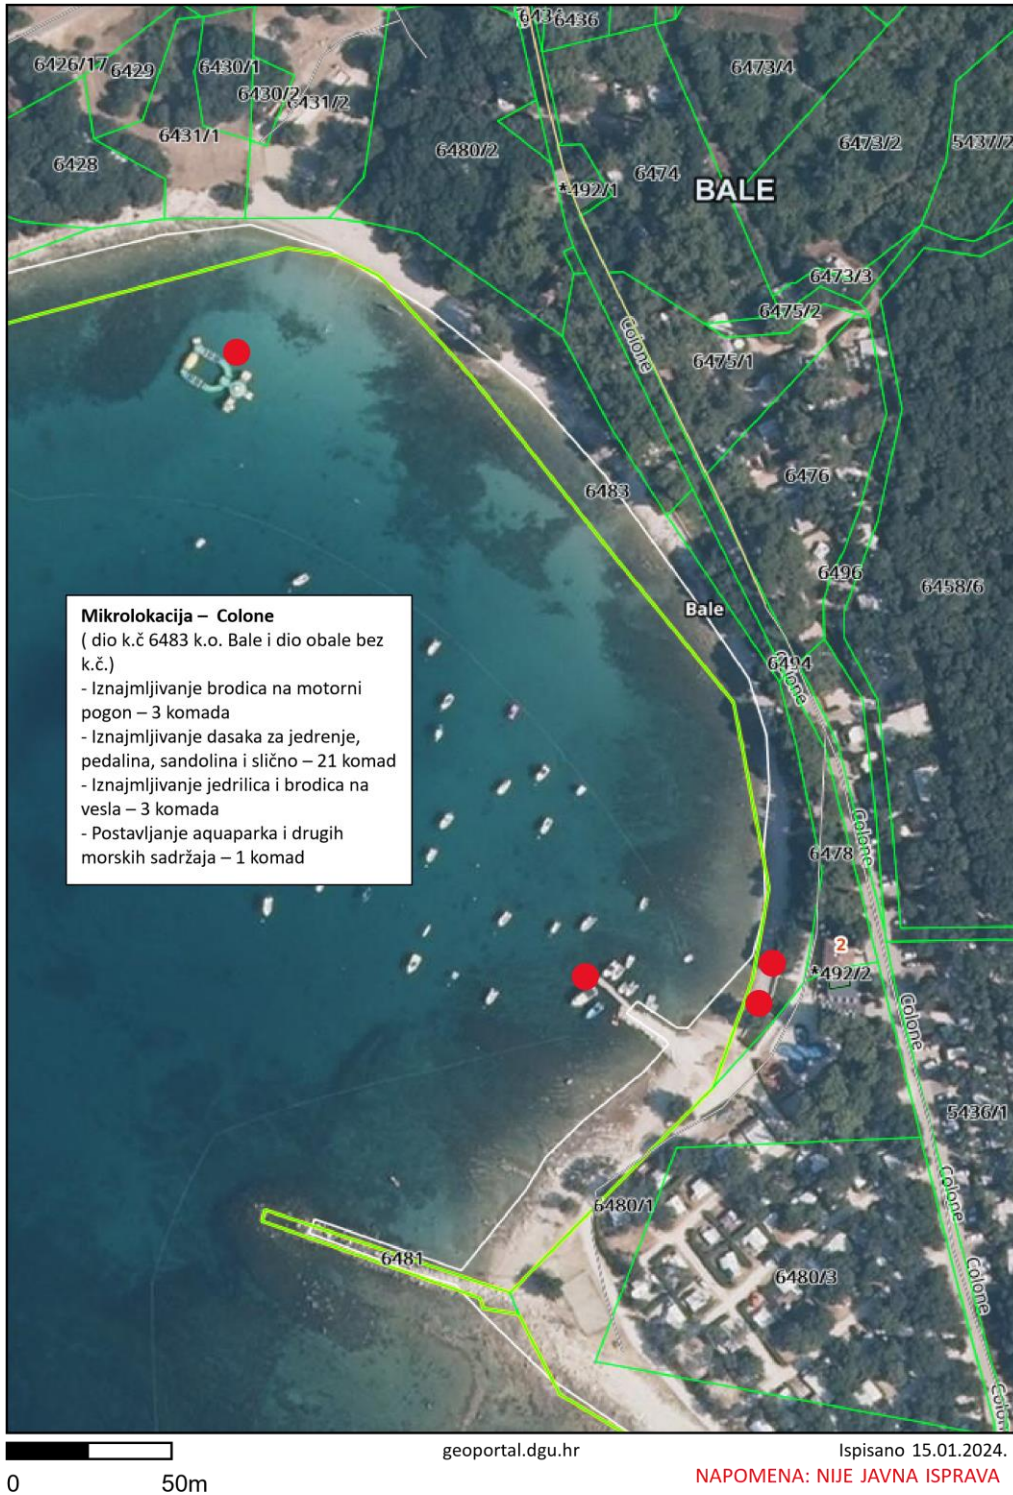 6436
6473/4
6426/17
6429
6430/1
6430/2
6431/2
6431/1
6428
6480/2
6473/2
5437/2
6474
*492/1
BALE
6473/3
6475/2
Colone
6475/1
6476
6483
6496
6458/6
Bale
6494
Colone
Mikrolokacija – Colone
( dio k.č 6483 k.o. Bale i dio obale bez
k.č.)
- Iznajmljivanje brodica na motorni
pogon – 3 komada
- Iznajmljivanje dasaka za jedrenje,
pedalina, sandolina i slično – 21 komad
- Iznajmljivanje jedrilica i brodica na
vesla – 3 komada
- Postavljanje aquaparka i drugih
morskih sadržaja – 1 komad
Colone
6478
2
*492/2
Colone
5436/1
Colone
6480/1
6481
6480/3
Colone
0 50m
geoportal.dgu.hr
Ispisano 15.01.2024.
NAPOMENA: NIJE JAVNA ISPRAVA